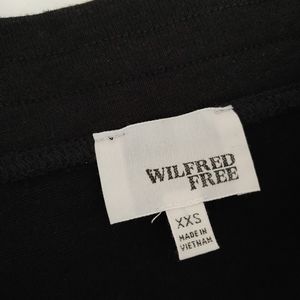 WILFRED
FREE
XXS
MADE IN
VIETNAM